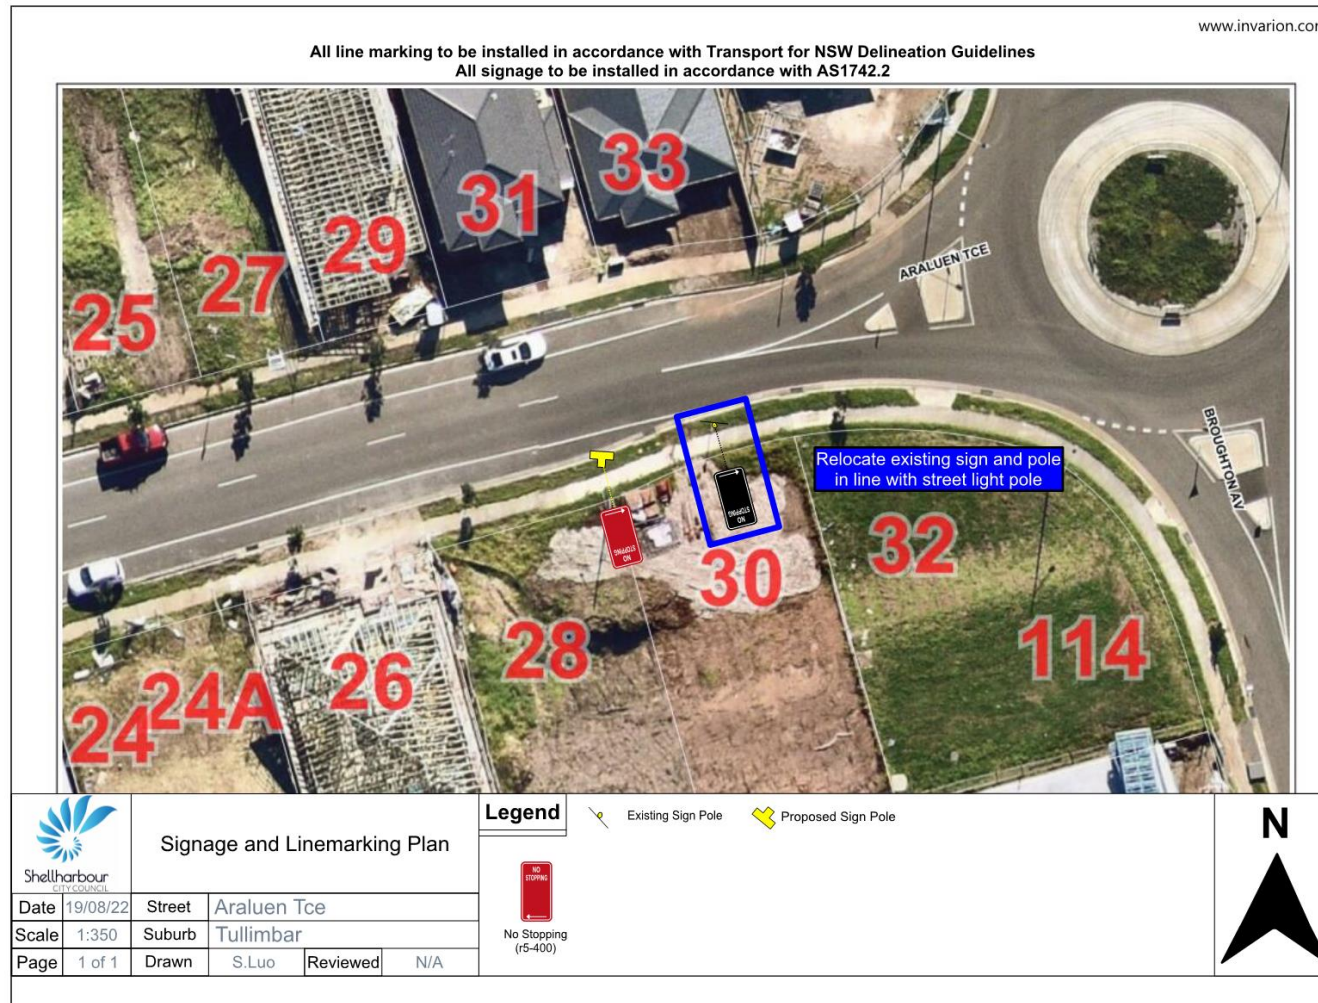 www.invarion.com
All line marking to be installed in accordance with Transport for NSW Delineation Guidelines
All signage to be installed in accordance with AS1742.2
33
31
29
27
25
ARALUEN TCE
BROUGHTON AV
Relocate existing sign and pole
in line with street light pole
NO
STOPPING
NO
STOPPING
32
30
28
114
26
24A
24
Shellharbour
CITY COUNCIL
Signage and Linemarking Plan
Date 19/08/22 Street Araluen Tce
Scale 1:350 Suburb Tullimbar
Page 1 of 1 Drawn S.Luo Reviewed N/A
Legend
Existing Sign Pole
Proposed Sign Pole
NO
STOPPING
No Stopping
(r5-400)
N